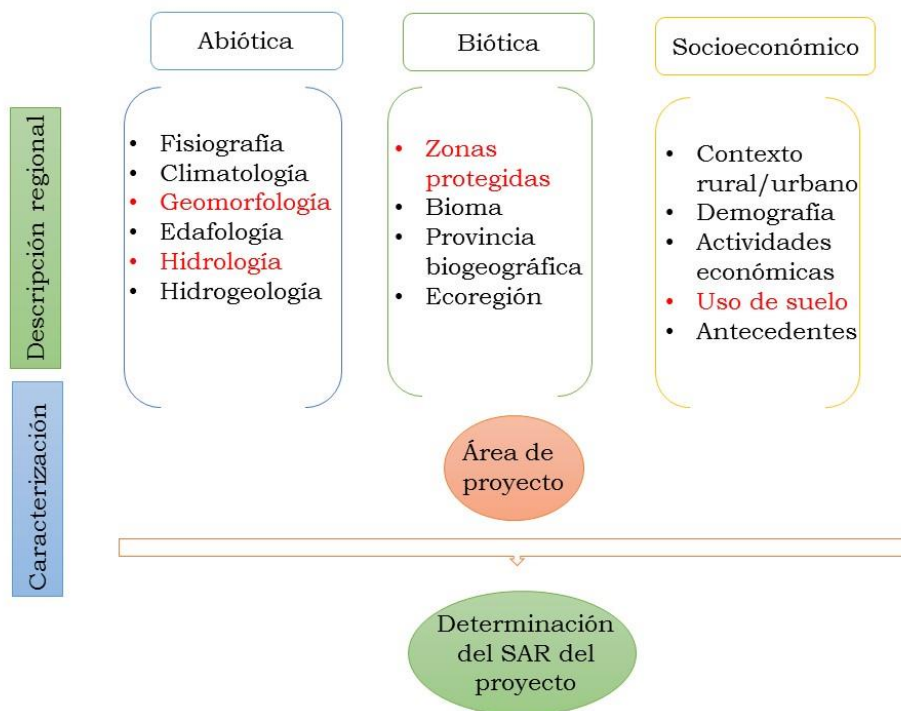 Abiótica
Biótica
Socioeconómico
Descripción regional
• Fisiografía
• Climatología
• Geomorfología
• Edafología
• Hidrología
• Hidrogeología
• Zonas
protegidas
• Bioma
• Provincia
biogeográfica
• Ecoregión
• Contexto
rural/urbano
• Demografía
• Actividades
económicas
• Uso de suelo
• Antecedentes
Caracterización
Área de
proyecto
Determinación
del SAR del
proyecto